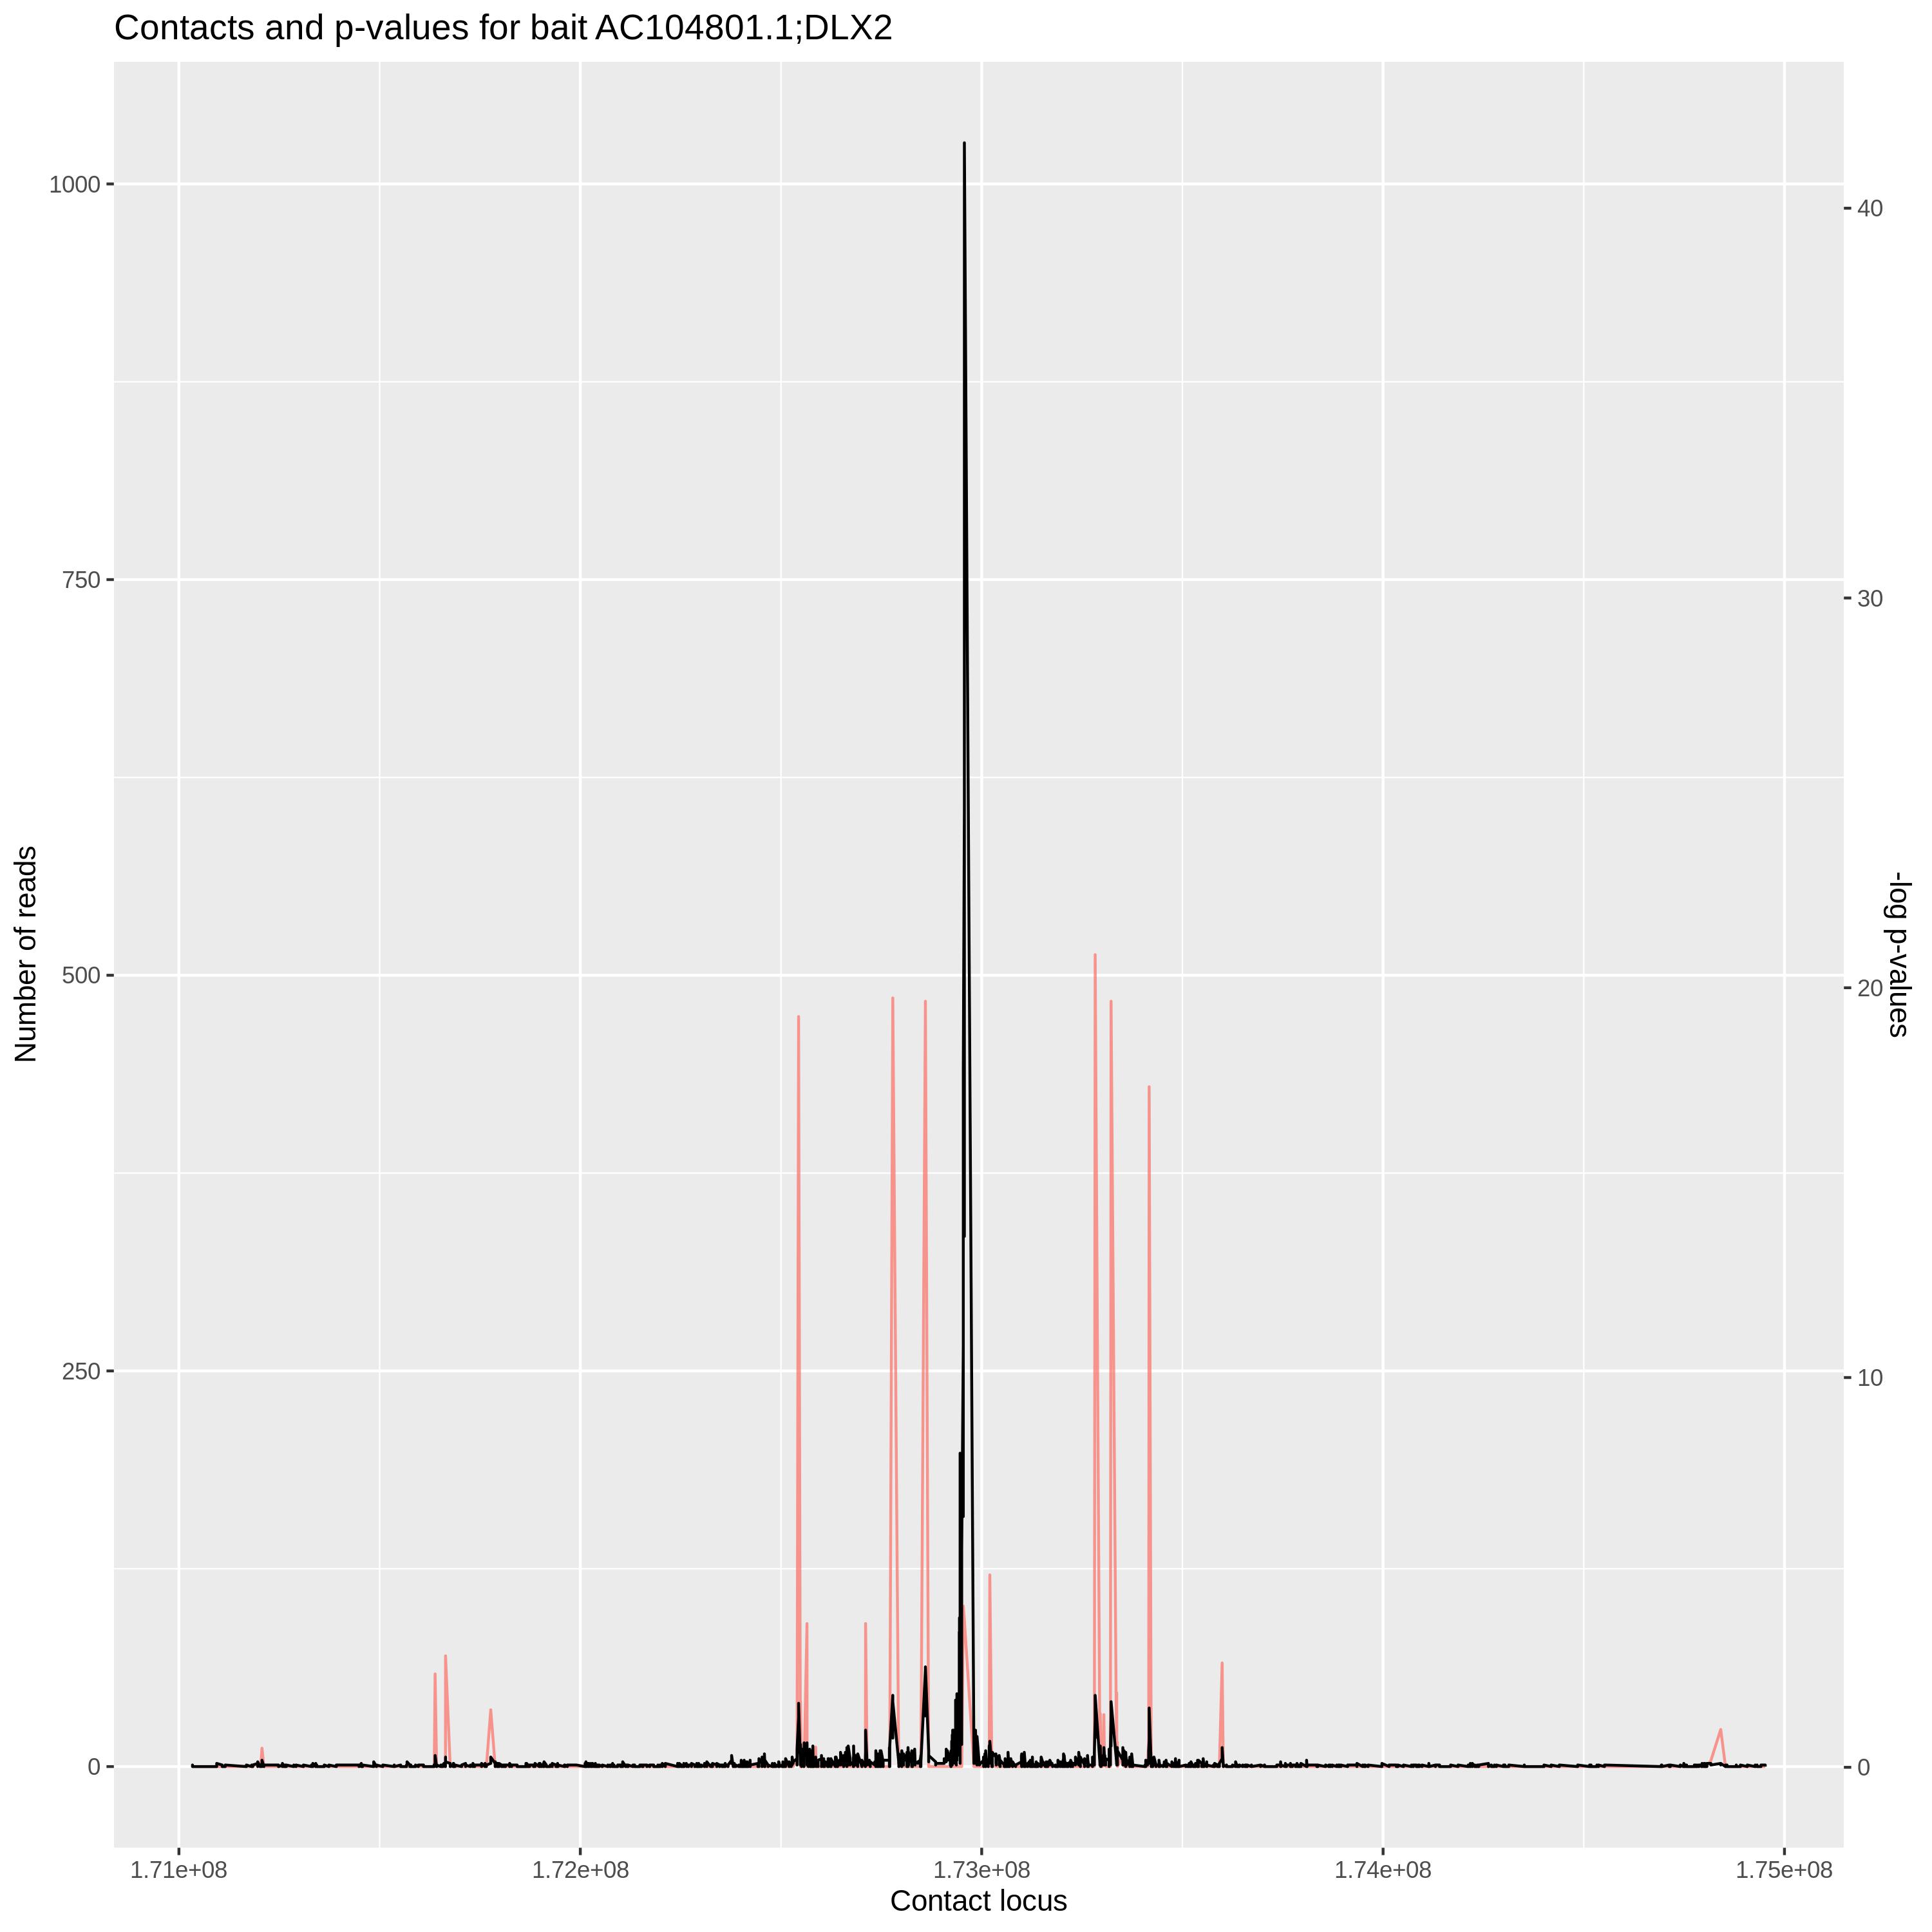 Contacts and p-values for bait AC104801.1;DLX2
1000
750
500
250
0
Number of reads
40
30
20
10
0
-log p-values
1.71e+08
1.72e+08
1.73e+08
1.74e+08
1.75e+08
Contact locus